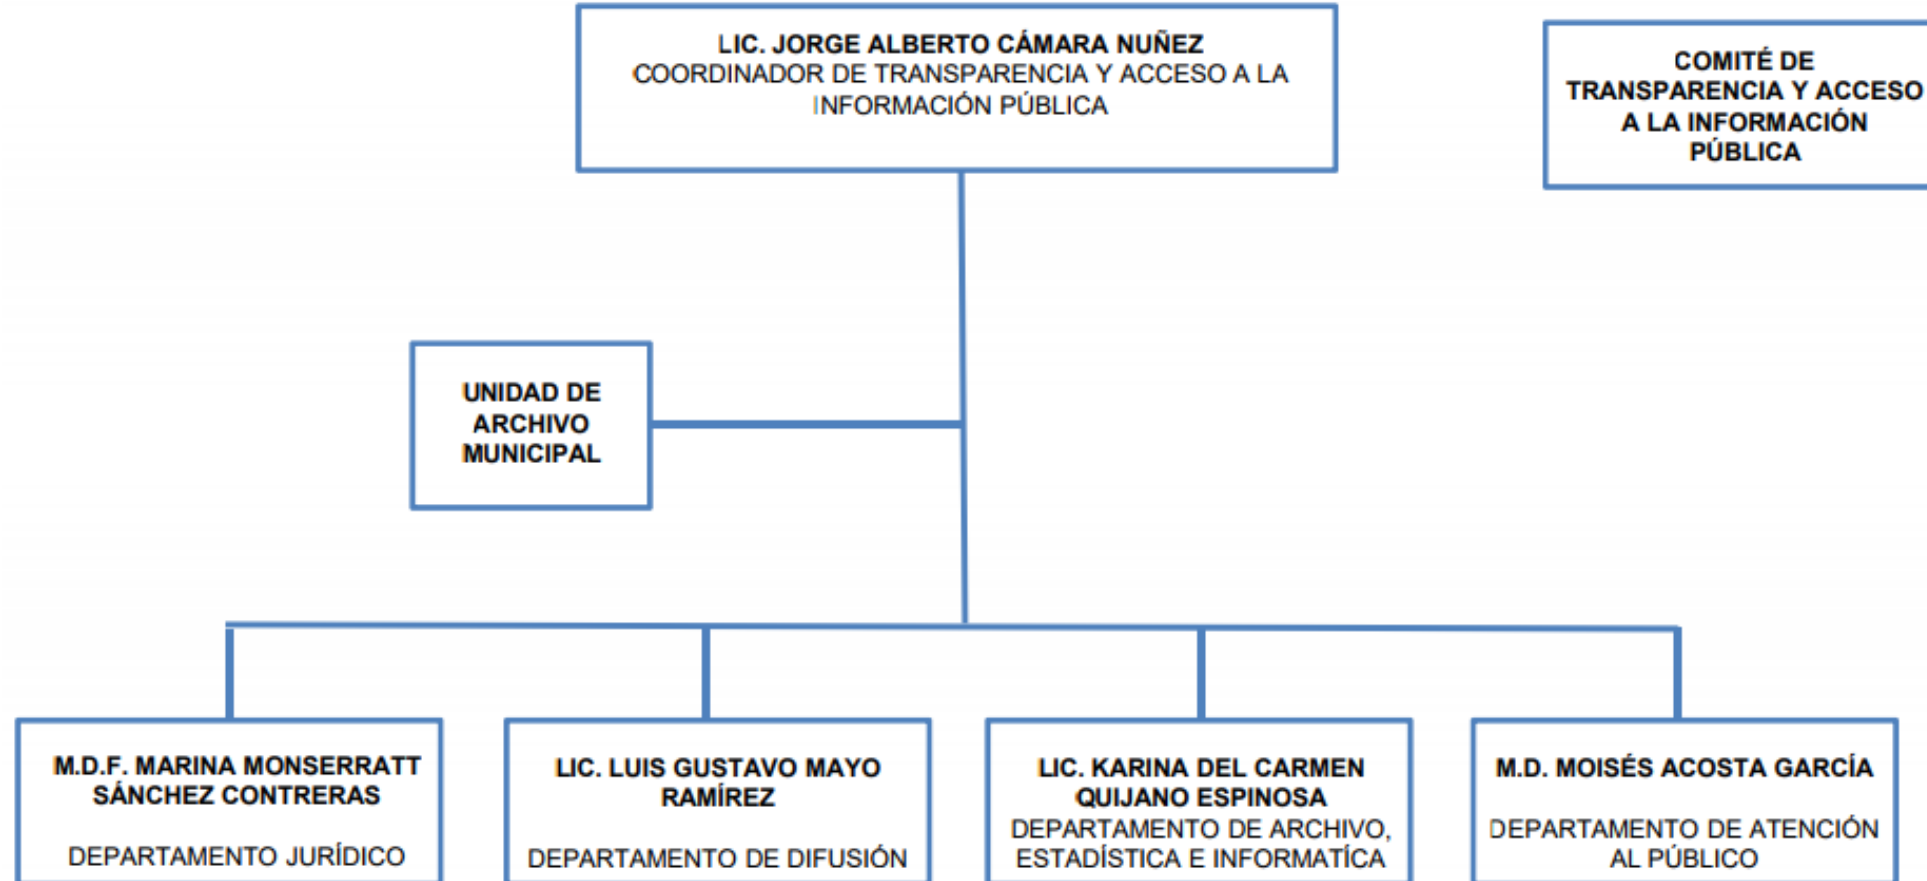 LIC. JORGE ALBERTO CÁMARA NUÑEZ
COORDINADOR DE TRANSPARENCIA Y ACCESO A LA
INFORMACIÓN PÚBLICA
COMITÉ DE
TRANSPARENCIA Y ACCESO
A LA INFORMACIÓN
PÚBLICA
UNIDAD DE
ARCHIVO
MUNICIPAL
M.D.F. MARINA MONSERRATT
SÁNCHEZ CONTRERAS
DEPARTAMENTO JURÍDICO
LIC. LUIS GUSTAVO MAYO
RAMÍREZ
DEPARTAMENTO DE DIFUSIÓN
LIC. KARINA DEL CARMEN
QUIJANO ESPINOSA
DEPARTAMENTO DE ARCHIVO,
ESTADÍSTICA E INFORMATÍCA
M.D. MOISÉS ACOSTA GARCÍA
DEPARTAMENTO DE ATENCIÓN
AL PÚBLICO